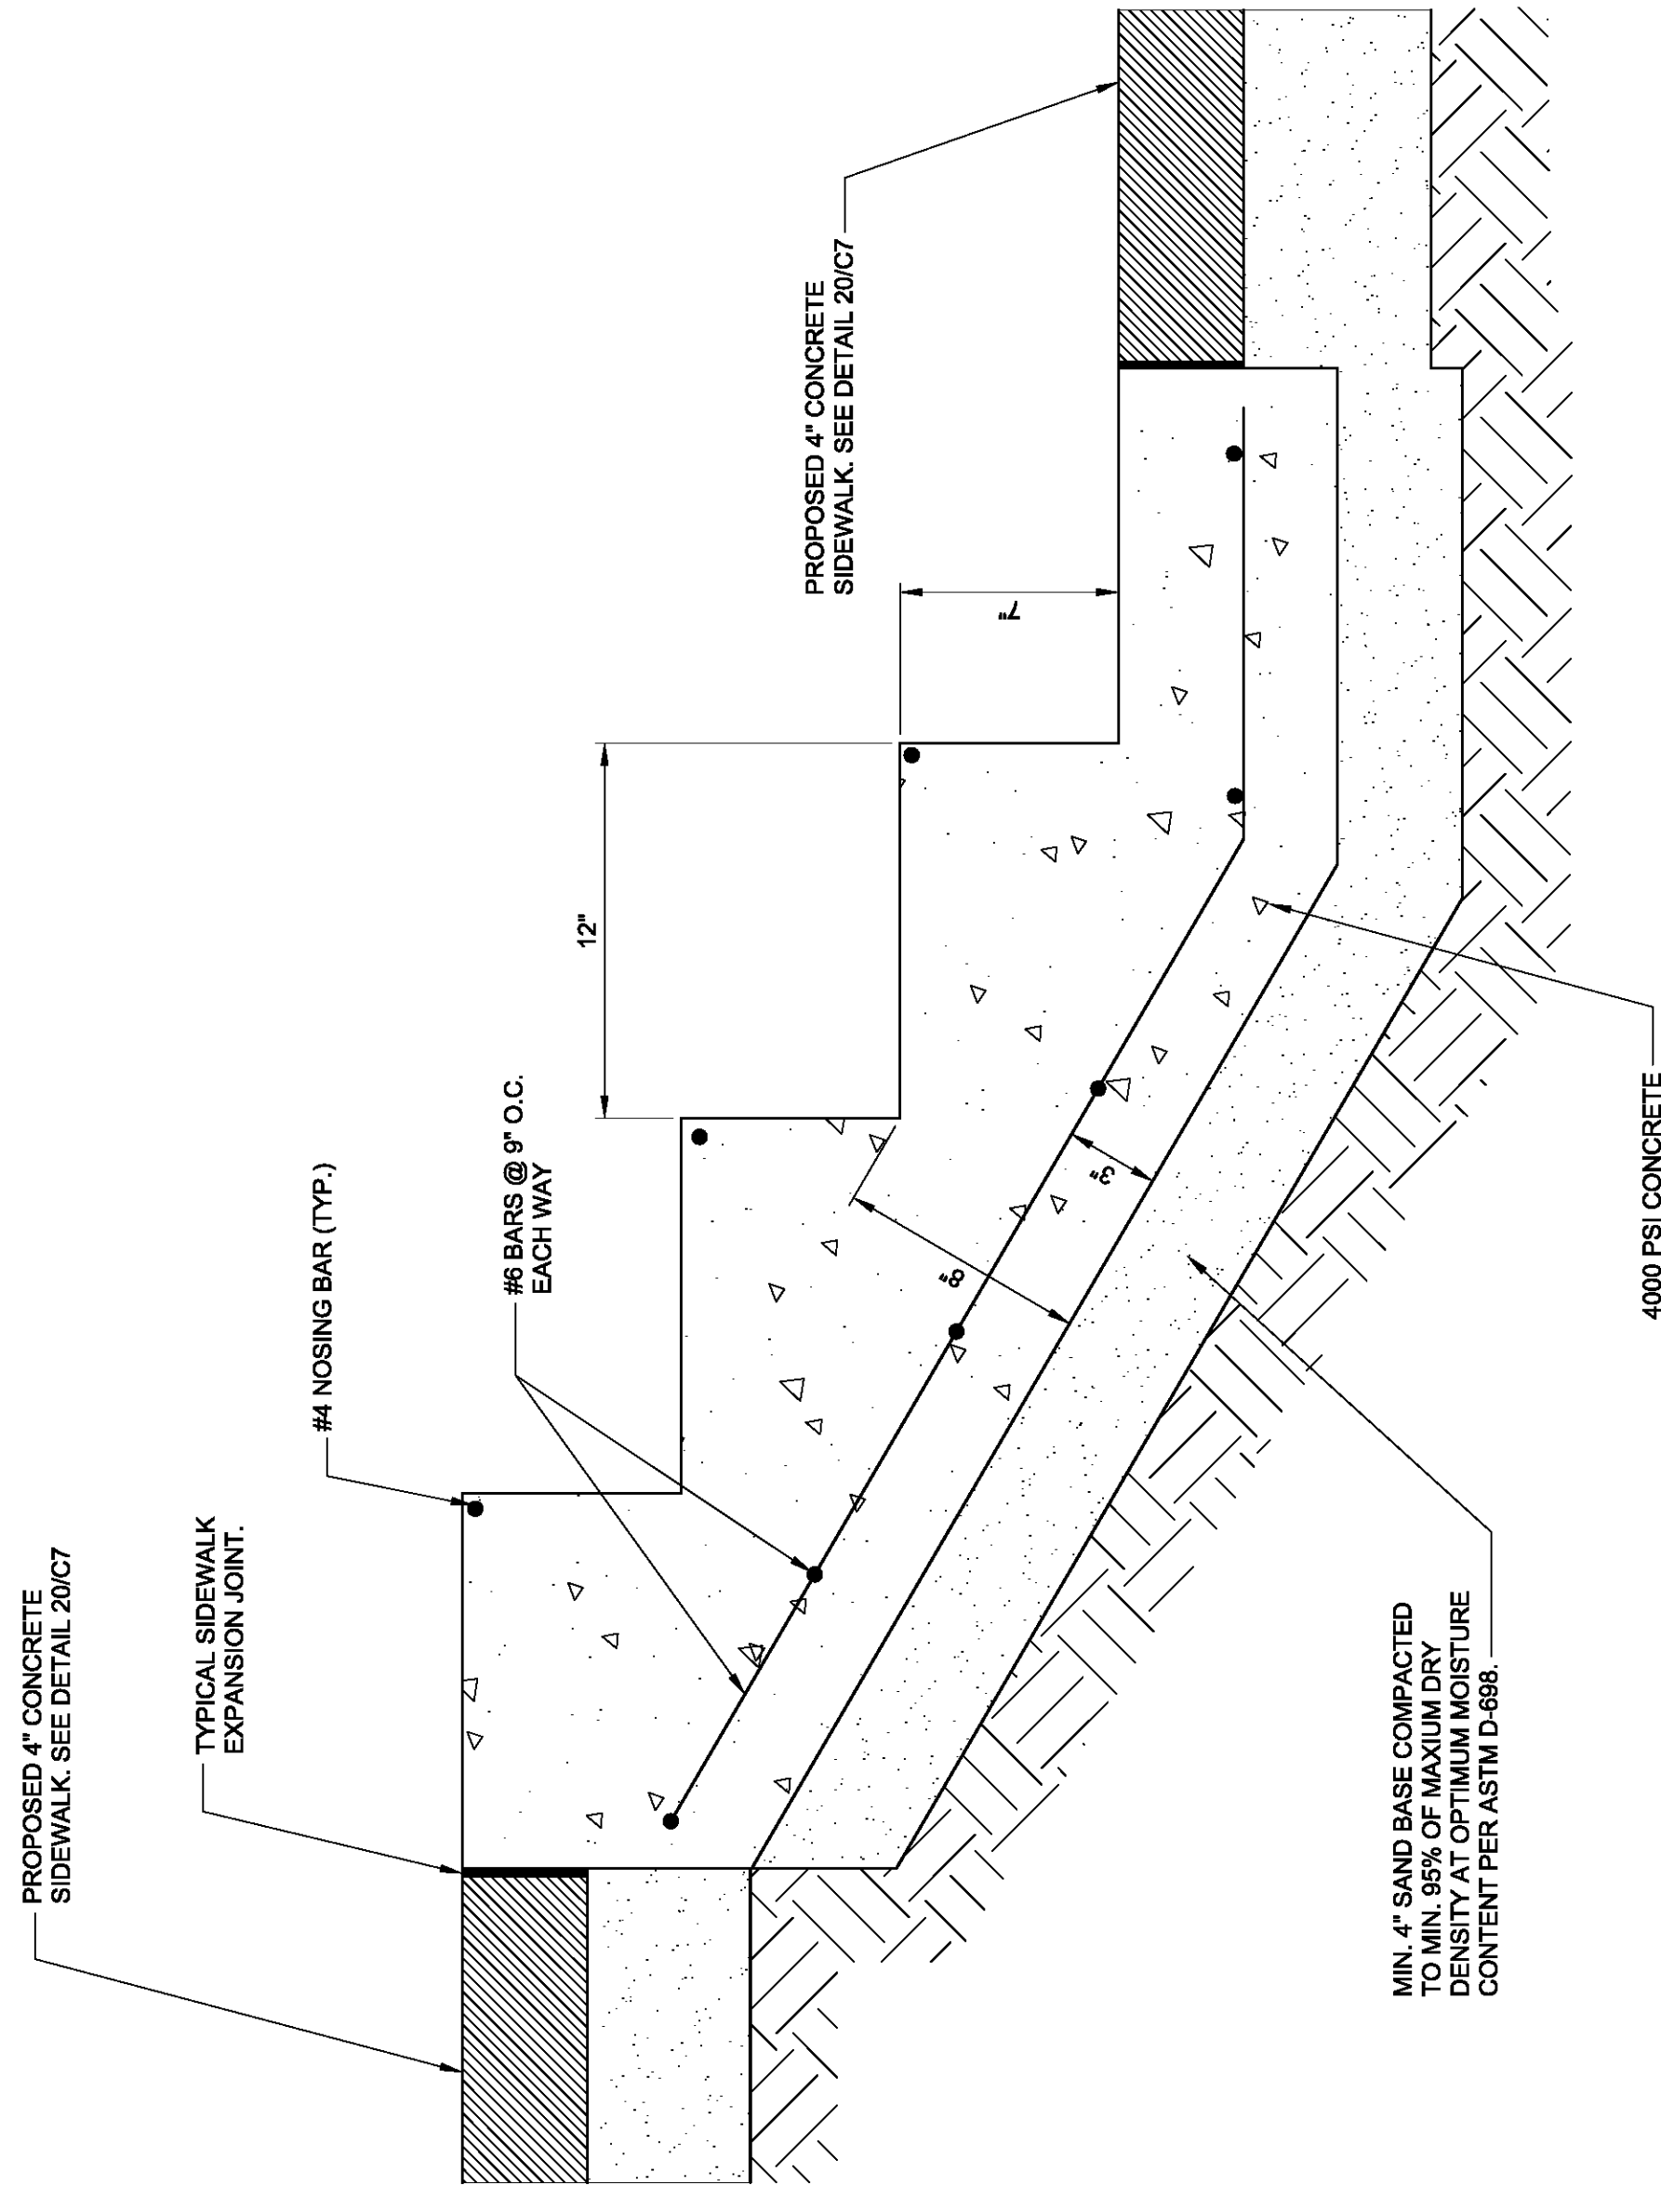 PROPOSED 4" CONCRETE
SIDEWALK. SEE DETAIL 20/C7
TYPICAL SIDEWALK
EXPANSION JOINT.
#4 NOSING BAR (TYP.)
#6 BARS @ 9" O.C.
EACH WAY
12"
PROPOSED 4" CONCRETE
SIDEWALK. SEE DETAIL 20/C7
7"
8"
3"
MIN. 4" SAND BASE COMPACTED
TO MIN. 95% OF MAXIUM DRY
DENSITY AT OPTIMUM MOISTURE
CONTENT PER ASTM D-698.
4000 PSI CONCRETE